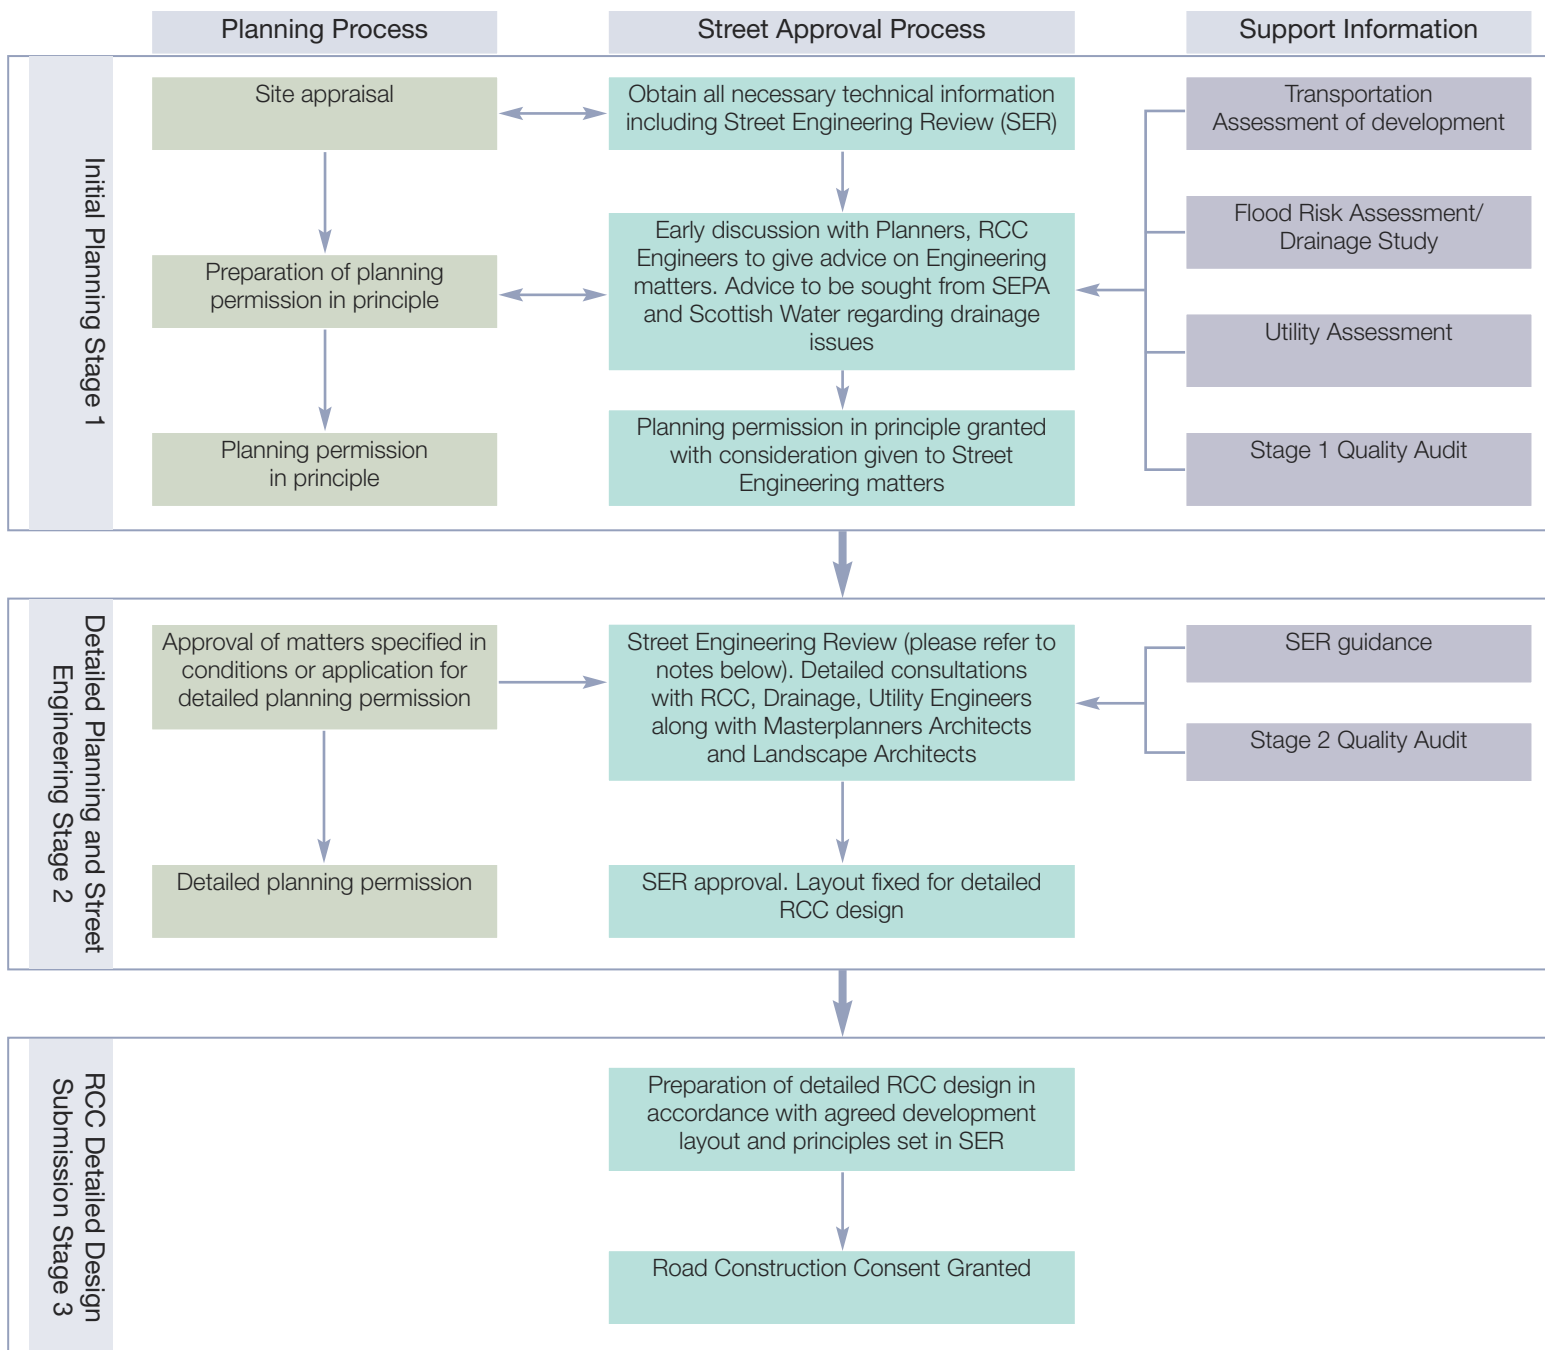 Planning Process
Street Approval Process
Support Information
Initial Planning Stage 1
Site appraisal
Obtain all necessary technical information
including Street Engineering Review (SER)
Transportation
Assessment of development
Preparation of planning
permission in principle
Early discussion with Planners, RCC
Engineers to give advice on Engineering
matters. Advice to be sought from SEPA
and Scottish Water regarding drainage
issues
Flood Risk Assessment/
Drainage Study
Utility Assessment
Planning permission
in principle
Planning permission in principle granted
with consideration given to Street
Engineering matters
Stage 1 Quality Audit
Detailed Planning and Street
Engineering Stage 2
Approval of matters specified in
conditions or application for
detailed planning permission
Street Engineering Review (please refer to
notes below). Detailed consultations
with RCC, Drainage, Utility Engineers
along with Masterplanners Architects
and Landscape Architects
SER guidance
Stage 2 Quality Audit
Detailed planning permission
SER approval. Layout fixed for detailed
RCC design
RCC Detailed Design
Submission Stage 3
Preparation of detailed RCC design in
accordance with agreed development
layout and principles set in SER
Road Construction Consent Granted